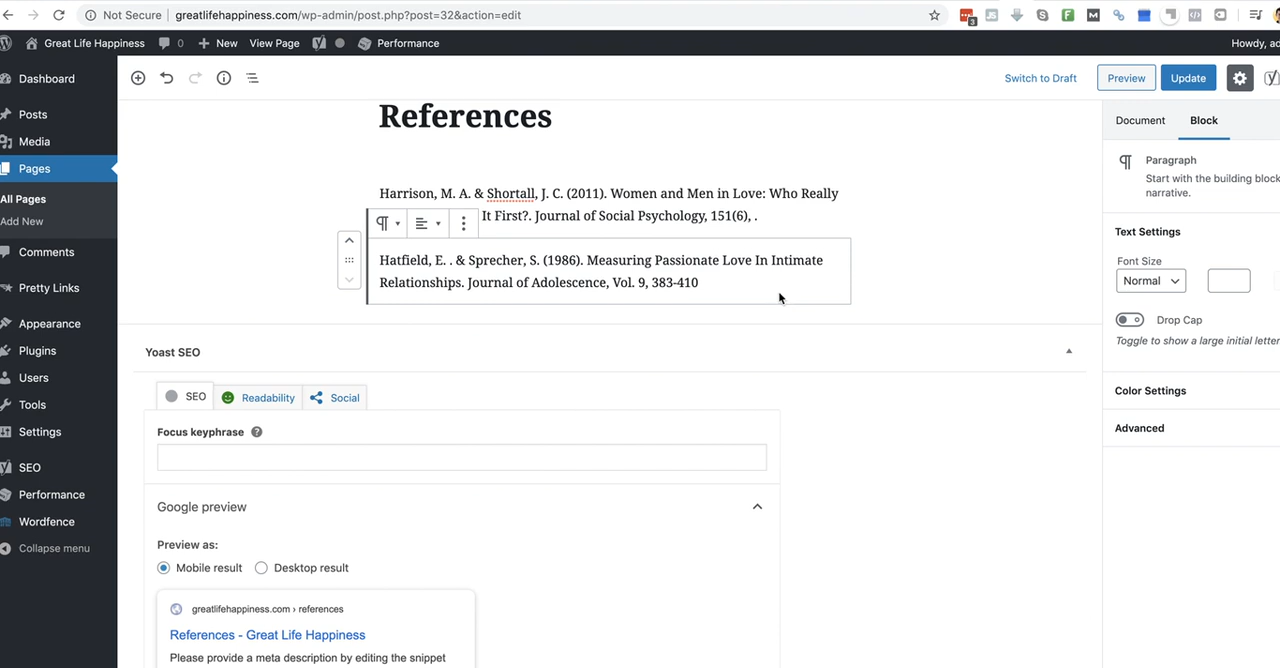 Not Secure greatlifehappiness.com/wp-admin/post.php?post=32&action=edit
3
Great Life Happiness 0 New View Page Performance Howdy,
Dashboard
Posts
Media
Pages
All Pages
Add New
Comments
Pretty Links
Appearance
Plugins
Users
Tools
Settings
SEO
Performance
Wordfence
Collapse menu
Switch to Draft Preview Update
References
Harrison, M. A. & Shortall, J. C. (2011). Women and Men in Love: Who Really
It First?. Journal of Social Psychology, 151(6), .
Hatfield, E. . & Sprecher, S. (1986). Measuring Passionate Love In Intimate
Relationships. Journal of Adolescence, Vol. 9, 383-410
Yoast SEO
SEO Readability Social
Focus keyphrase
Google preview
Preview as:
Mobile result Desktop result
greatlifehappiness.com › references
References - Great Life Happiness
Please provide a meta description by editing the snippet
Document Block
Paragraph
Start with the building block
narrative.
Text Settings
Font Size
Normal
Drop Cap
Toggle to show a large initial letter
Color Settings
Advanced